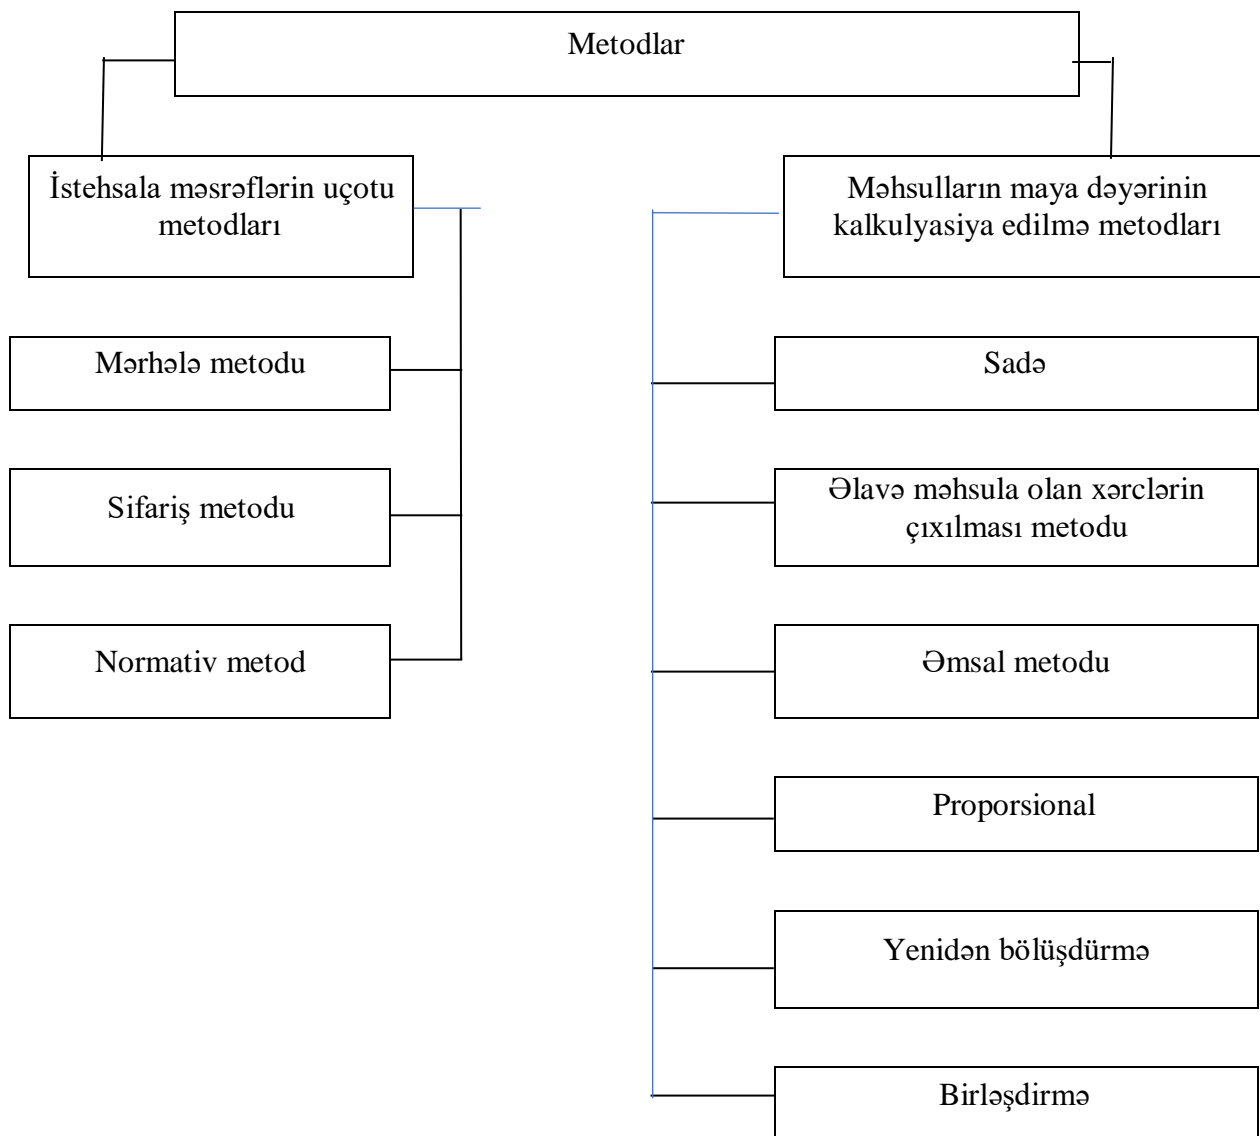 Metodlar
İstehsala məsrəflərin uçotu
metodları
Mərhələ metodu
Sifariş metodu
Normativ metod
Məhsulların maya dəyərinin
kalkulyasiya edilmə metodları
Sadə
Əlavə məhsula olan xərclərin
çıxılması metodu
Əmsal metodu
Proporsional
Yenidən bölüşdürmə
Birləşdirmə